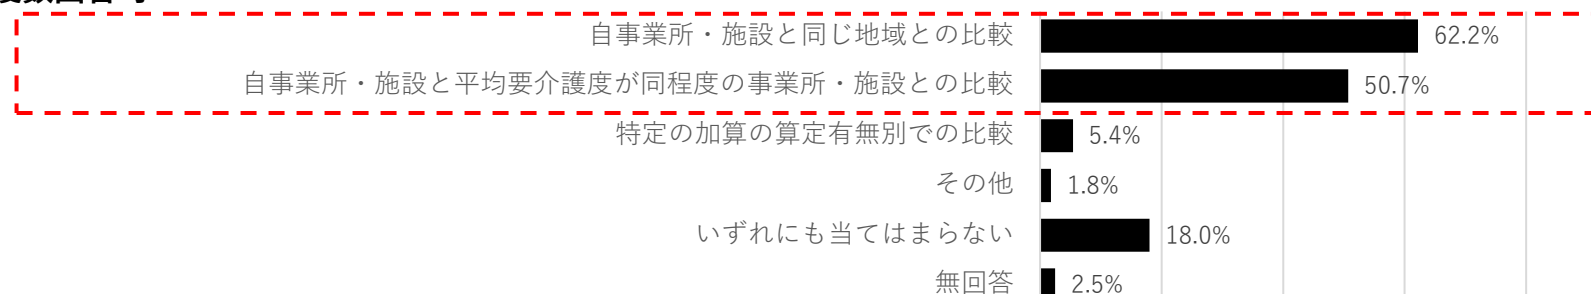 自事業所・施設と同じ地域との比較 62.2%
自事業所・施設と平均要介護度が同程度の事業所・施設との比較 50.7%
特定の加算の算定有無別での比較 5.4%
その他 1.8%
いずれにも当てはまらない 18.0%
無回答 2.5%